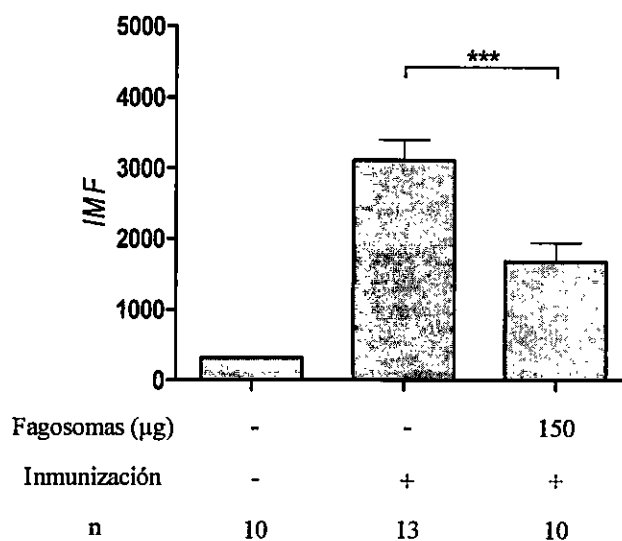 5000
***
4000
3000
IMF
2000
1000
0
Fagosomas (µg) - - 150
Inmunización - + +
n 10 13 10